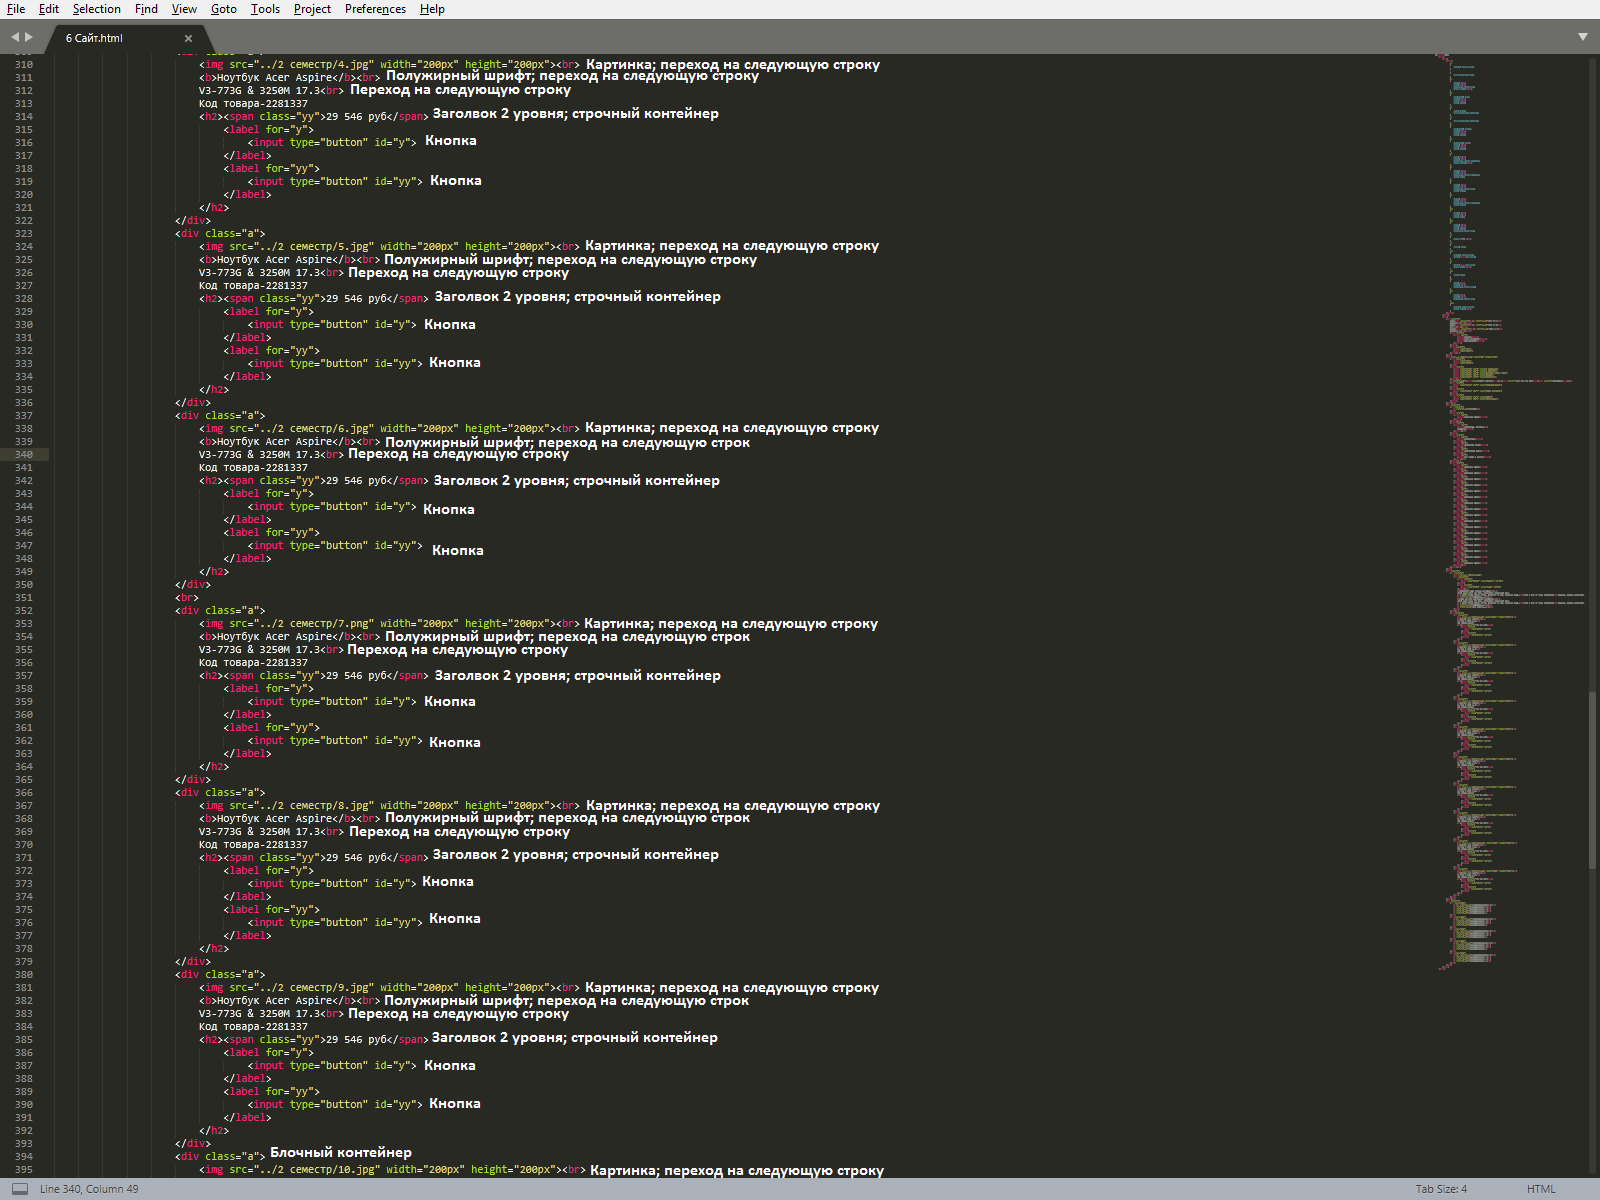 File Edit Selection Find View Goto Tools Project Preferences Help
6 Сайт.html
310 <img src="../2 семестр/4.jpg" width="200px" height="200px"><br> Картинка; переход на следующую строку
311 <b>Ноутбук Acer Aspire</b><br> Полужирный шрифт; переход на следующую строку
312 V3-773G & 3250M 17.3<br> Переход на следующую строку
313 Код товара-2281337
314 <h2><span class="yy">29 546 руб</span> Заголвок 2 уровня; строчный контейнер
315 <label for="y">
316 <input type="button" id="y"> Кнопка
317 </label>
318 <label for="yy">
319 <input type="button" id="yy"> Кнопка
320 </label>
321 </h2>
322 </div>
323 <div class="a">
324 <img src="../2 семестр/5.jpg" width="200px" height="200px"><br> Картинка; переход на следующую строку
325 <b>Ноутбук Acer Aspire</b><br> Полужирный шрифт; переход на следующую строку
326 V3-773G & 3250M 17.3<br> Переход на следующую строку
327 Код товара-2281337
328 <h2><span class="yy">29 546 руб</span> Заголвок 2 уровня; строчный контейнер
329 <label for="y">
330 <input type="button" id="y"> Кнопка
331 </label>
332 <label for="yy">
333 <input type="button" id="yy"> Кнопка
334 </label>
335 </h2>
336 </div>
337 <div class="a">
338 <img src="../2 семестр/6.jpg" width="200px" height="200px"><br> Картинка; переход на следующую строку
339 <b>Ноутбук Acer Aspire</b><br> Полужирный шрифт; переход на следующую строк
340 V3-773G & 3250M 17.3<br> Переход на следующую строку
341 Код товара-2281337
342 <h2><span class="yy">29 546 руб</span> Заголвок 2 уровня; строчный контейнер
343 <label for="y">
344 <input type="button" id="y"> Кнопка
345 </label>
346 <label for="yy">
347 <input type="button" id="yy"> Кнопка
348 </label>
349 </h2>
350 </div>
351 <br>
352 <div class="a">
353 <img src="../2 семестр/7.png" width="200px" height="200px"><br> Картинка; переход на следующую строку
354 <b>Ноутбук Acer Aspire</b><br> Полужирный шрифт; переход на следующую строк
355 V3-773G & 3250M 17.3<br> Переход на следующую строку
356 Код товара-2281337
357 <h2><span class="yy">29 546 руб</span> Заголвок 2 уровня; строчный контейнер
358 <label for="y">
359 <input type="button" id="y"> Кнопка
360 </label>
361 <label for="yy">
362 <input type="button" id="yy"> Кнопка
363 </label>
364 </h2>
365 </div>
366 <div class="a">
367 <img src="../2 семестр/8.jpg" width="200px" height="200px"><br> Картинка; переход на следующую строку
368 <b>Ноутбук Acer Aspire</b><br> Полужирный шрифт; переход на следующую строк
369 V3-773G & 3250M 17.3<br> Переход на следующую строку
370 Код товара-2281337
371 <h2><span class="yy">29 546 руб</span> Заголвок 2 уровня; строчный контейнер
372 <label for="y">
373 <input type="button" id="y"> Кнопка
374 </label>
375 <label for="yy">
376 <input type="button" id="yy"> Кнопка
377 </label>
378 </h2>
379 </div>
380 <div class="a">
381 <img src="../2 семестр/9.jpg" width="200px" height="200px"><br> Картинка; переход на следующую строку
382 <b>Ноутбук Acer Aspire</b><br> Полужирный шрифт; переход на следующую строк
383 V3-773G & 3250M 17.3<br> Переход на следующую строку
384 Код товара-2281337
385 <h2><span class="yy">29 546 руб</span> Заголвок 2 уровня; строчный контейнер
386 <label for="y">
387 <input type="button" id="y"> Кнопка
388 </label>
389 <label for="yy">
390 <input type="button" id="yy"> Кнопка
391 </label>
392 </h2>
393 </div>
394 <div class="a"> Блочный контейнер
395 <img src="../2 семестр/10.jpg" width="200px" height="200px"><br> Картинка; переход на следующую строку
Line 340, Column 49 Tab Size: 4 HTML